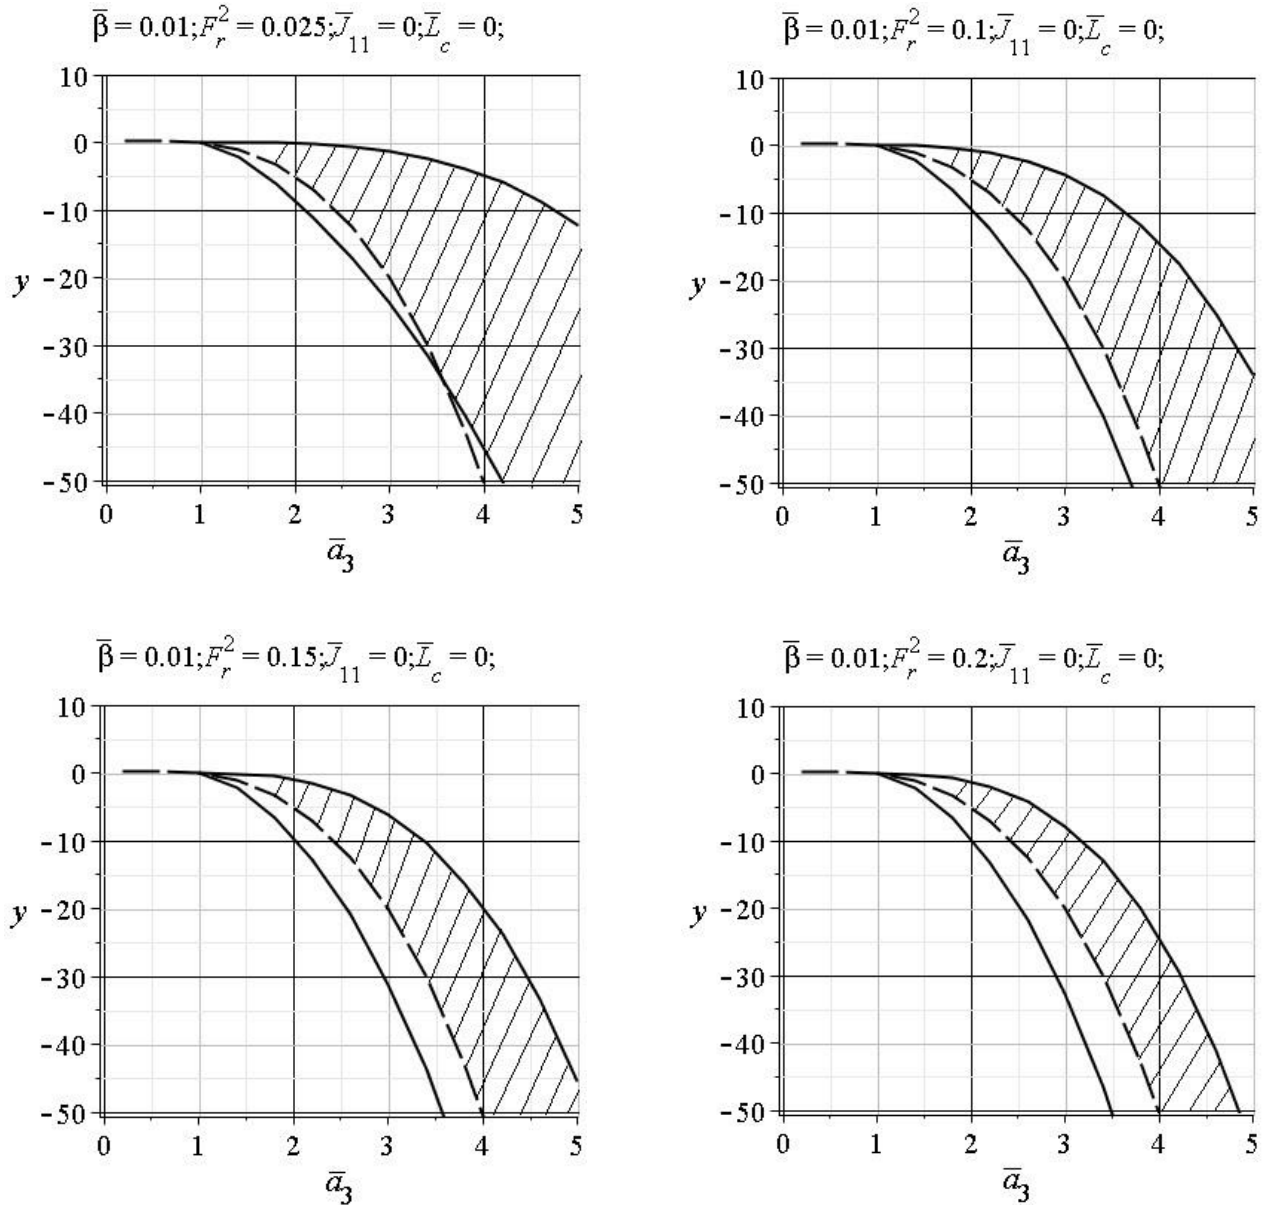 β̄ = 0.01; F_r^2 = 0.025; J̄_11 = 0; L̄_c = 0;
10
0
−10
y −20
−30
−40
−50
0 1 2 3 4 5
ā_3
β̄ = 0.01; F_r^2 = 0.1; J̄_11 = 0; L̄_c = 0;
10
0
−10
y −20
−30
−40
−50
0 1 2 3 4 5
ā_3
β̄ = 0.01; F_r^2 = 0.15; J̄_11 = 0; L̄_c = 0;
10
0
−10
y −20
−30
−40
−50
0 1 2 3 4 5
ā_3
β̄ = 0.01; F_r^2 = 0.2; J̄_11 = 0; L̄_c = 0;
10
0
−10
y −20
−30
−40
−50
0 1 2 3 4 5
ā_3